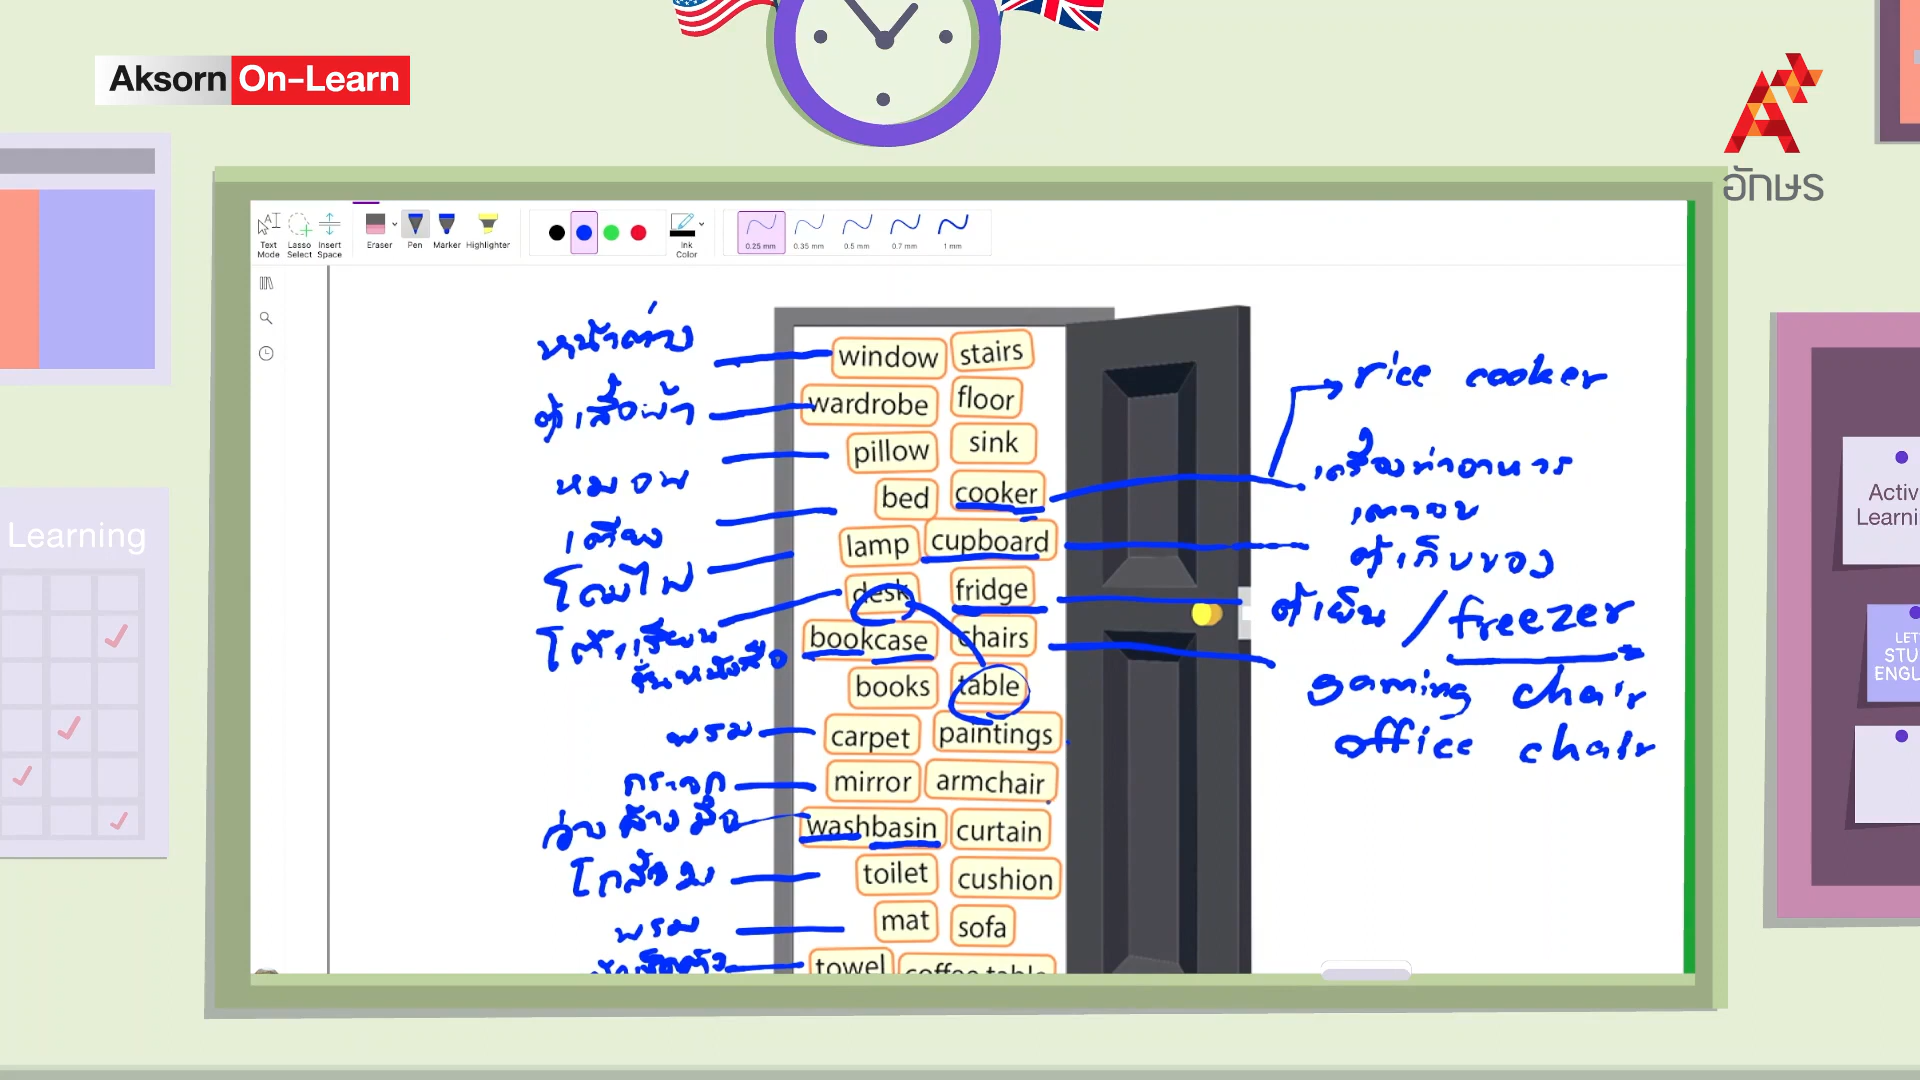 Aksorn On-Learn
อักษร
Text Mode
Lasso Select
Insert Space
Eraser
Pen
Marker
Highlighter
Ink Color
0.25 mm
0.35 mm
0.5 mm
0.7 mm
1 mm
หน้าต่าง window stairs
ตู้เสื้อผ้า wardrobe floor
rice cooker
หมอน pillow sink
เตียง bed cooker เครื่องทำอาหาร
เตาอบ
โคมไฟ lamp cupboard ตู้เก็บของ
โต๊ะเรียน desk fridge ตู้เย็น / freezer
ชั้นหนังสือ bookcase chairs gaming chair
office chair
books table
พรม carpet paintings
กระจก mirror armchair
อ่างล้างมือ washbasin curtain
โถส้วม toilet cushion
พรม mat sofa
towel coffee table
Learning
LET
STU
ENGL